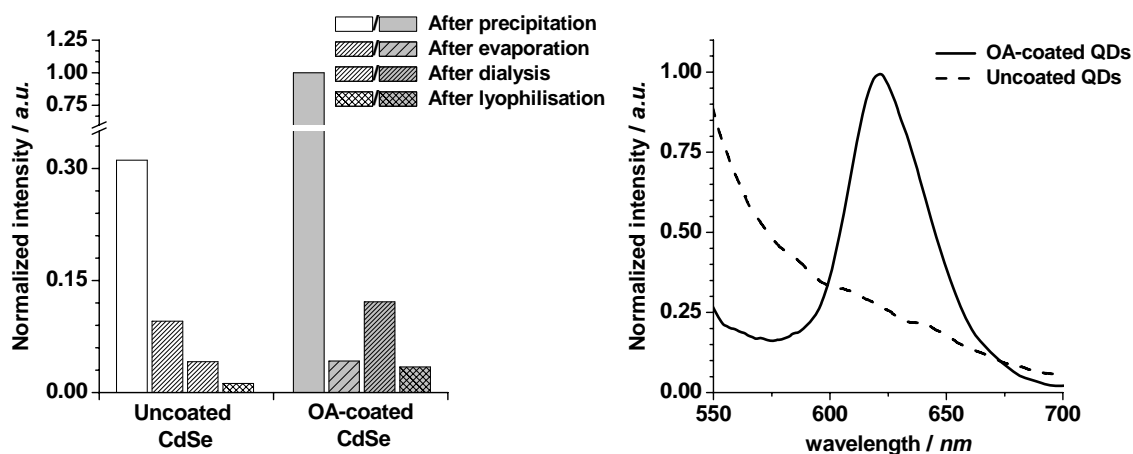 Normalized intensity / a.u.
1.25
1.00
0.75
0.30
0.15
0.00
/ After precipitation
/ After evaporation
/ After dialysis
/ After lyophilisation
Uncoated
CdSe
OA-coated
CdSe
Normalized intensity / a.u.
1.00
0.75
0.50
0.25
0.00
OA-coated QDs
Uncoated QDs
550
600
650
700
wavelength / nm